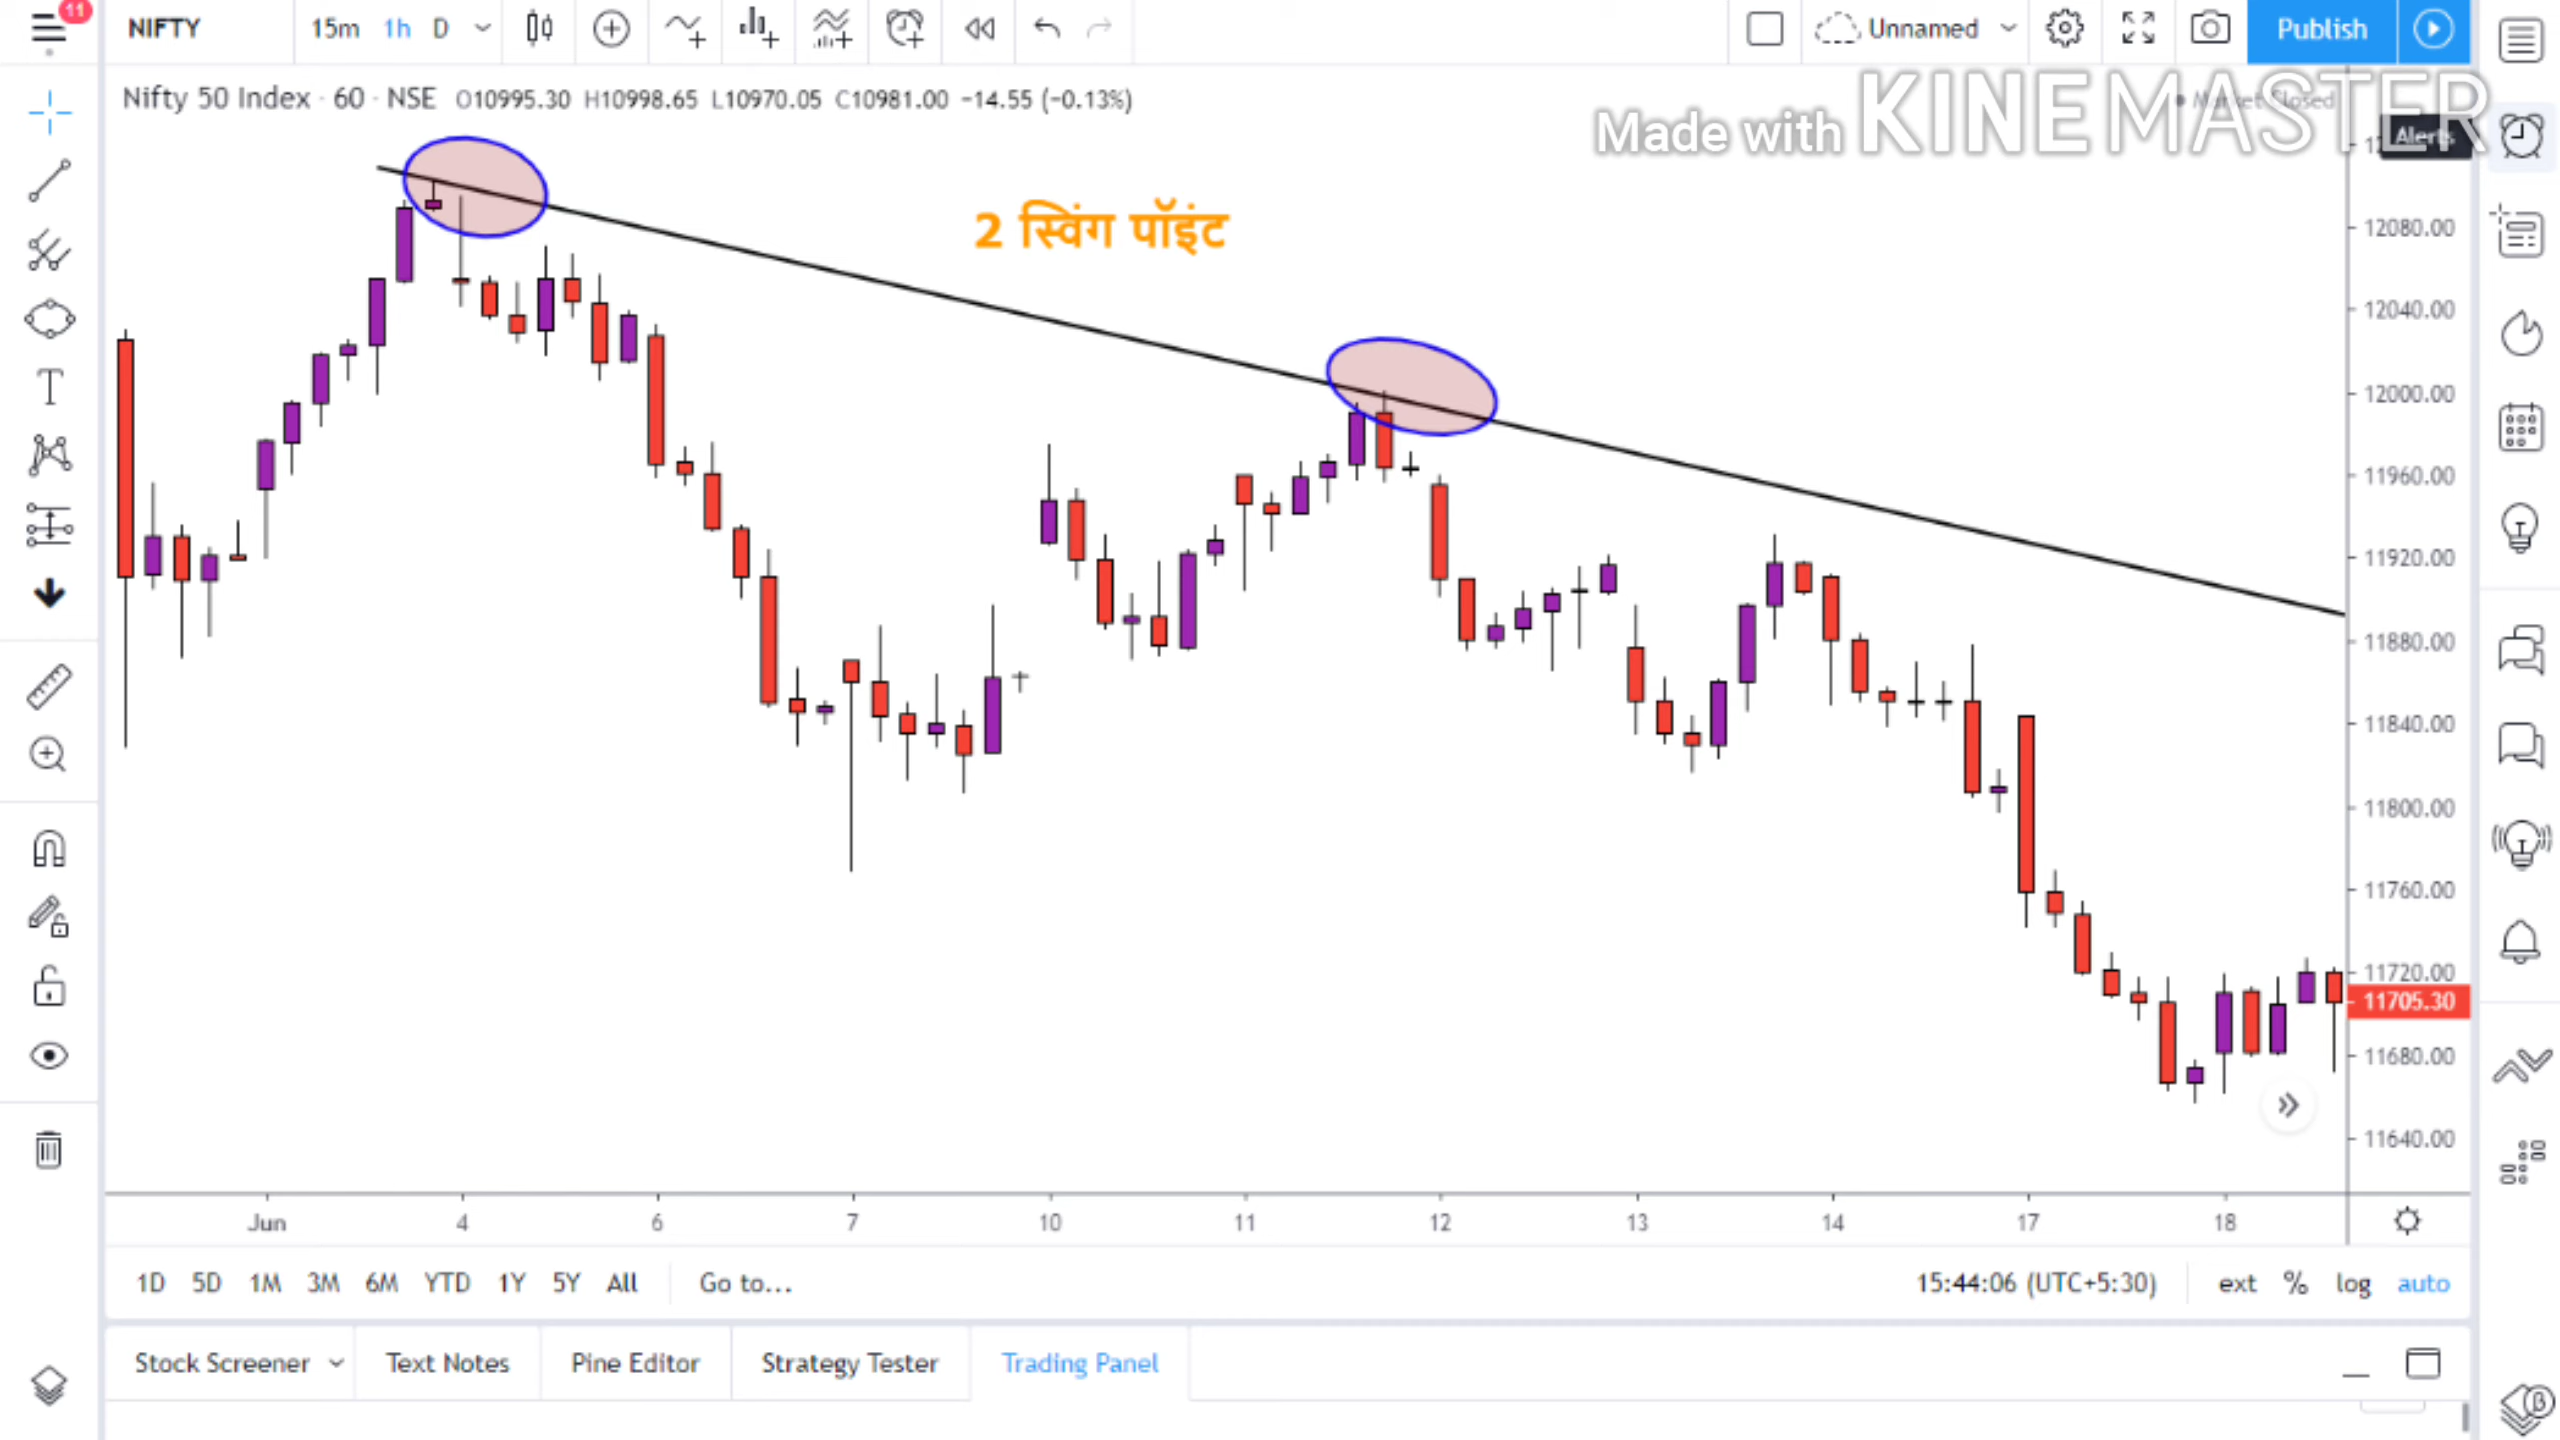 11
NIFTY 15m 1h D Unnamed Publish
Nifty 50 Index · 60 · NSE O10995.30 H10998.65 L10970.05 C10981.00 −14.55 (−0.13%)
Market Closed
Made with KINEMASTER
Alerts
2 स्विंग पॉइंट
12080.00
12040.00
12000.00
11960.00
11920.00
11880.00
11840.00
11800.00
11760.00
11720.00
11705.30
11680.00
11640.00
Jun 4 6 7 10 11 12 13 14 17 18
1D 5D 1M 3M 6M YTD 1Y 5Y All Go to... 15:44:06 (UTC+5:30) ext % log auto
Stock Screener Text Notes Pine Editor Strategy Tester Trading Panel